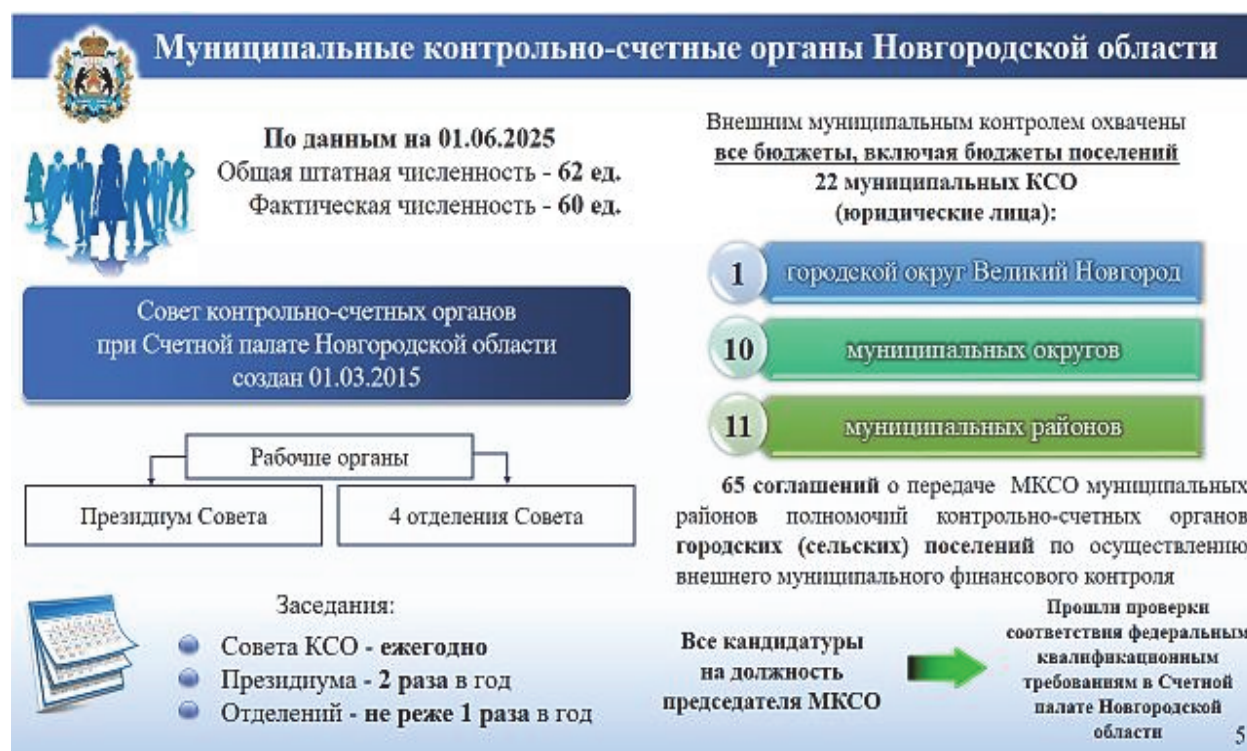 Муниципальные контрольно-счетные органы Новгородской области
По данным на 01.06.2025
Общая штатная численность - 62 ед.
Фактическая численность - 60 ед.
Совет контрольно-счетных органов
при Счетной палате Новгородской области
создан 01.03.2015
Рабочие органы
Президиум Совета
4 отделения Совета
Заседания:
Совета КСО - ежегодно
Президиума - 2 раза в год
Отделений - не реже 1 раза в год
Внешним муниципальным контролем охвачены
все бюджеты, включая бюджеты поселений
22 муниципальных КСО
(юридические лица):
1 городской округ Великий Новгород
10 муниципальных округов
11 муниципальных районов
65 соглашений о передаче МКСО муниципальных
районов полномочий контрольно-счетных органов
городских (сельских) поселений по осуществлению
внешнего муниципального финансового контроля
Все кандидатуры
на должность
председателя МКСО
Прошли проверки
соответствия федеральным
квалификационным
требованиям в Счетной
палате Новгородской
области
5